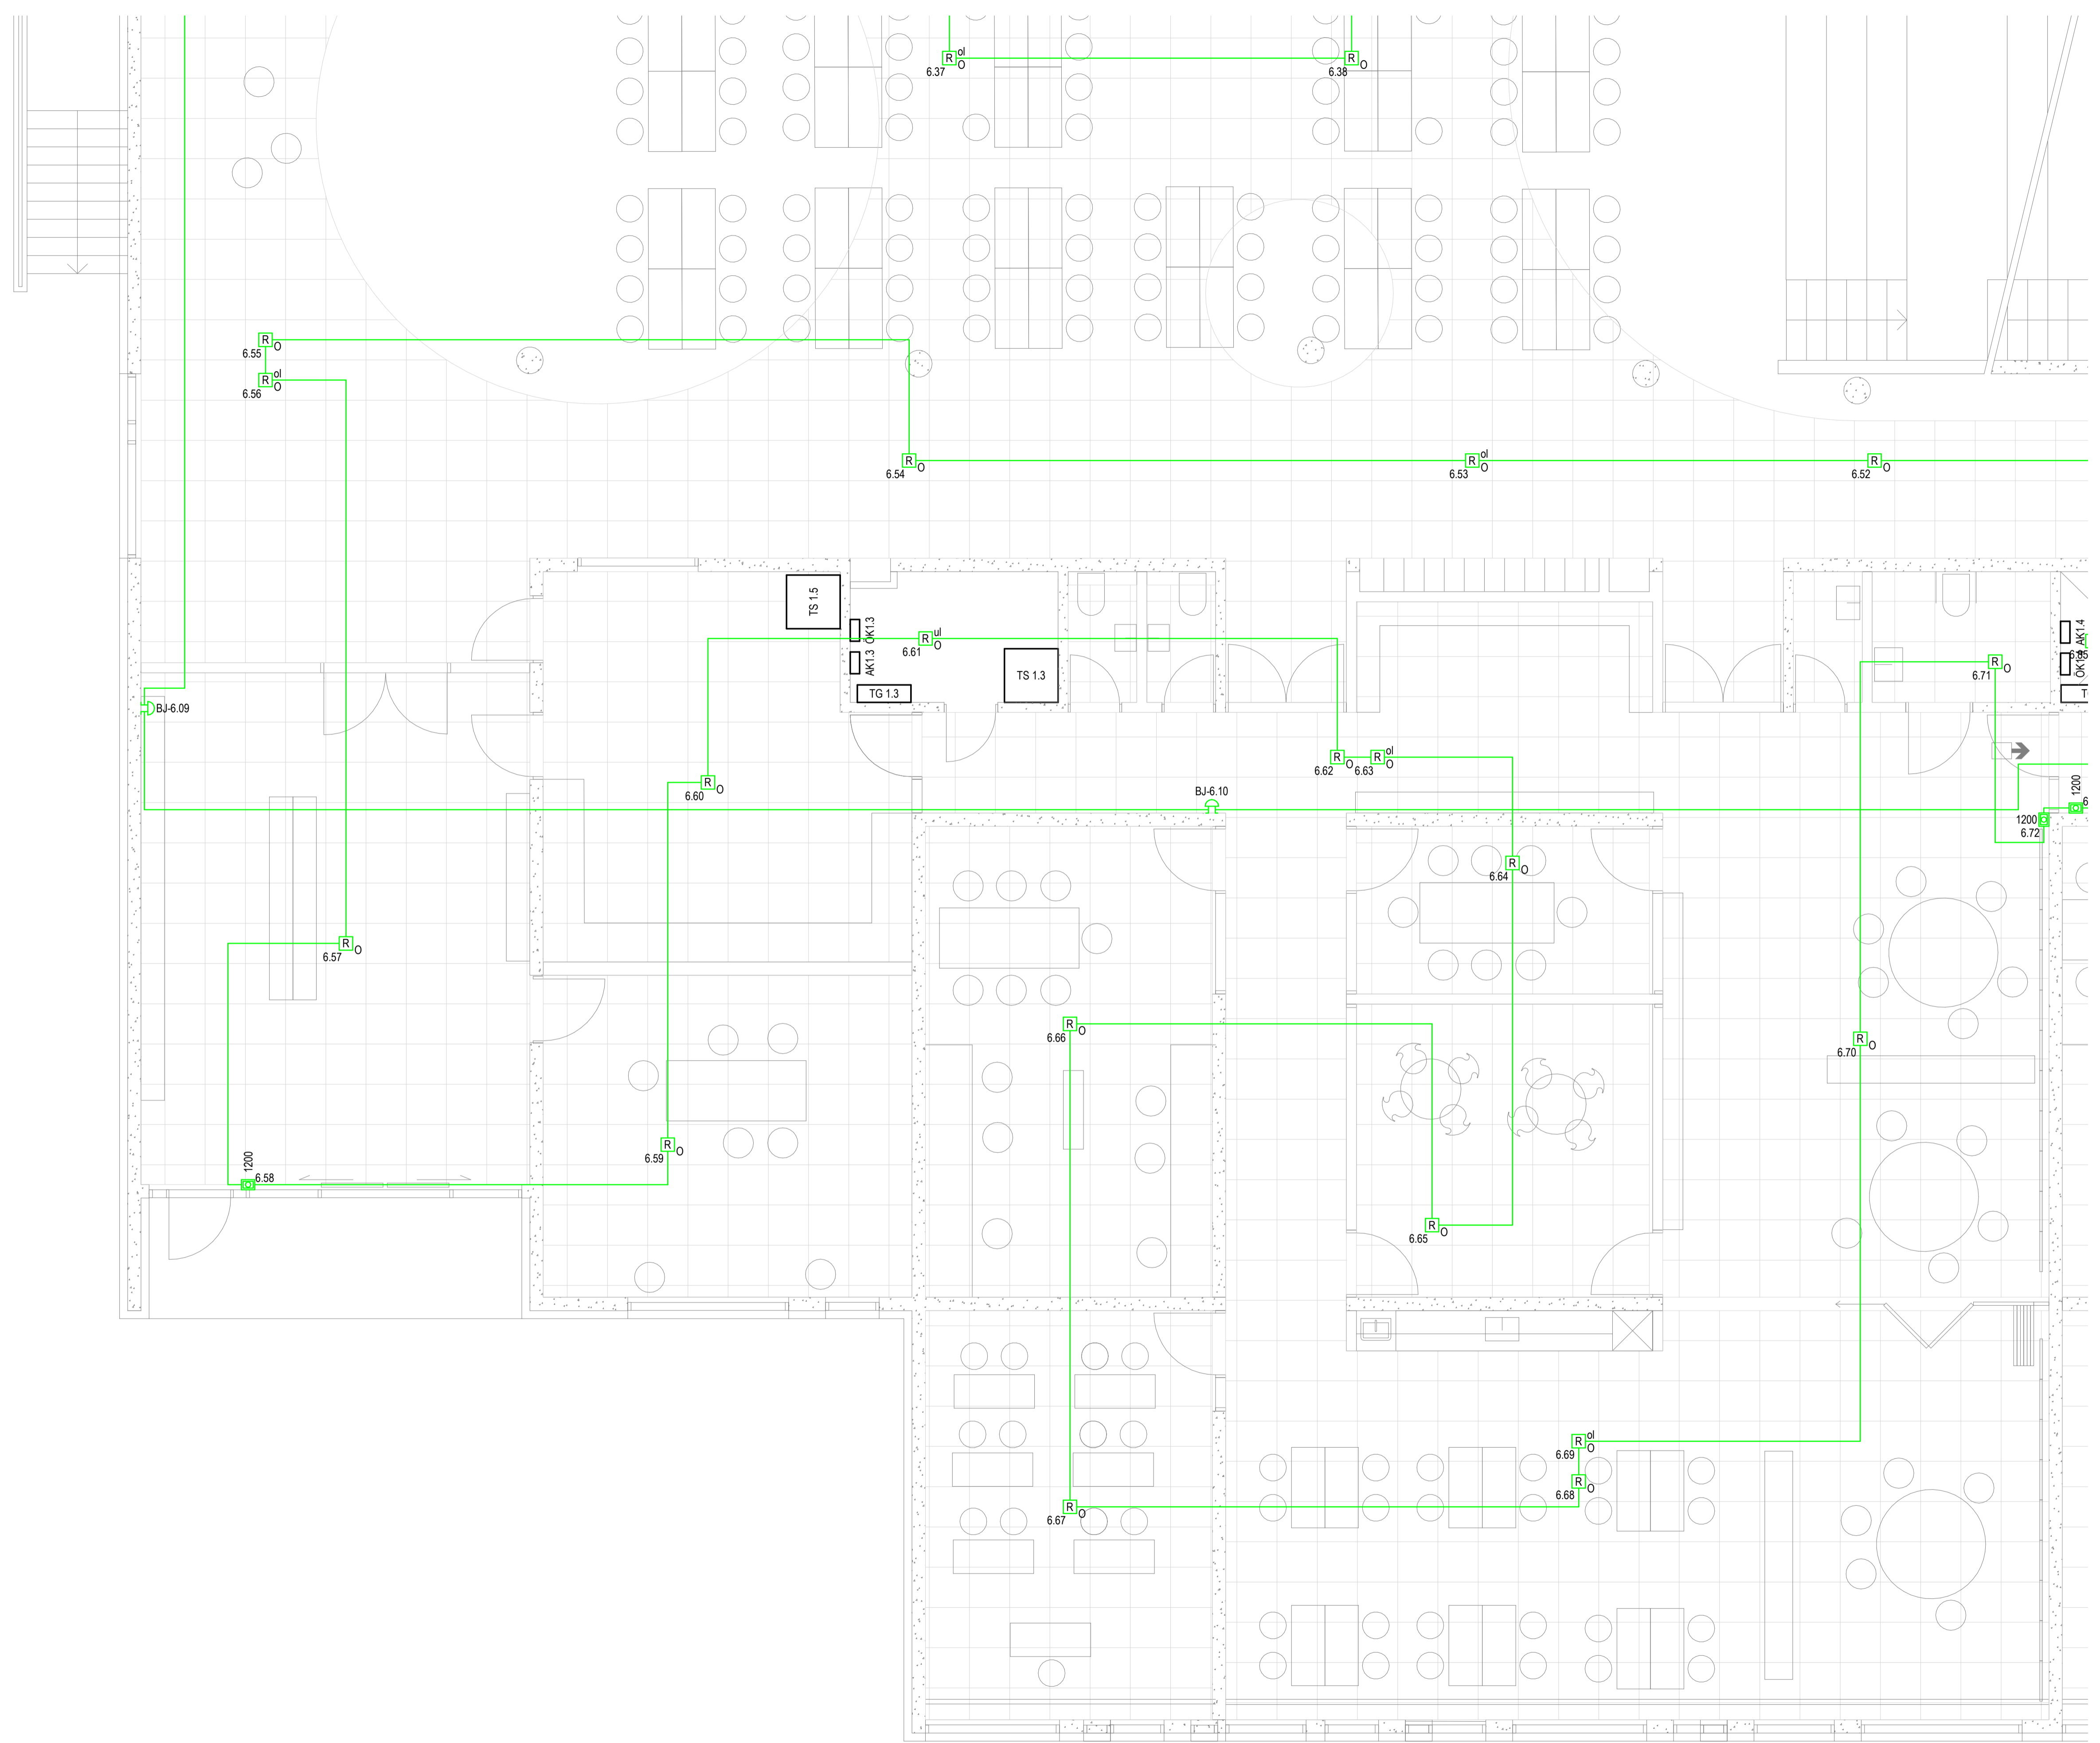 R ol
O
6.37
R
O
6.38
R
O
6.55
R ol
O
6.56
R
O
6.54
R ol
O
6.53
R
O
6.52
TS 1.5
ÖK1.3
AK1.3
R ul
O
6.61
TS 1.3
TG 1.3
AK1.4
R
O
6.71
BJ-6.09
R
O
6.62
R ol
O
6.63
R
O
6.60
BJ-6.10
1200
1200
6.72
R
O
6.64
R
O
6.57
R
O
6.66
R
O
6.70
R
O
6.59
1200
6.58
R
O
6.65
R ol
O
6.69
R
O
6.68
R
O
6.67